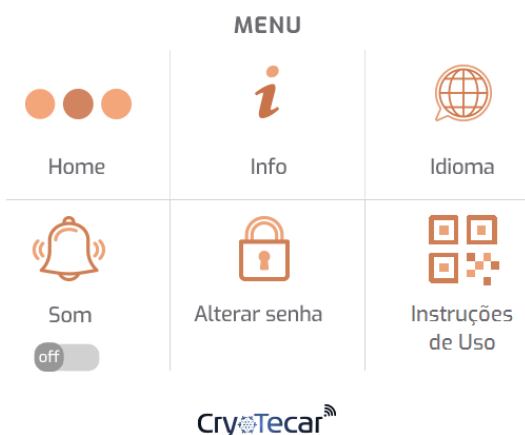 MENU
Home
Info
Idioma
Som
Alterar senha
Instruções
de Uso
off
CryoTecar